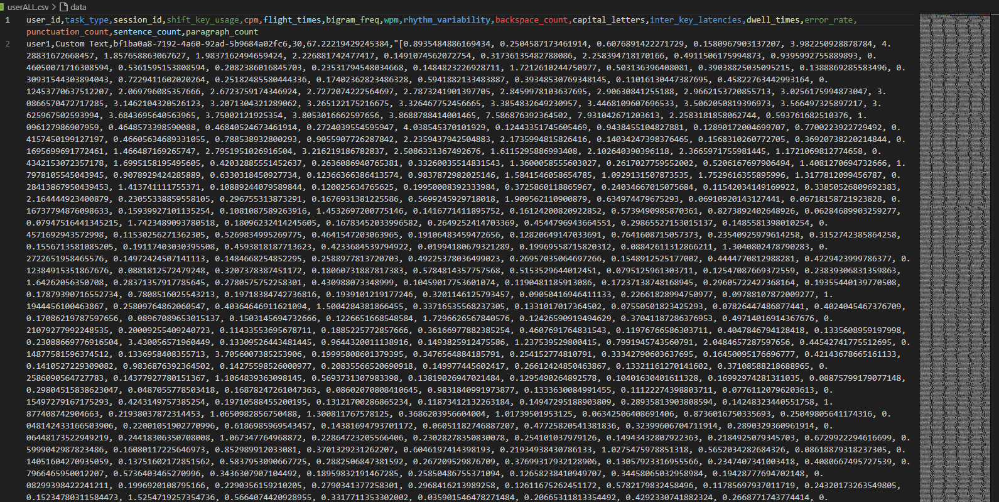 userALL.csv > data
1 user_id,task_type,session_id,shift_key_usage,cpm,flight_times,bigram_freq,wpm,rhythm_variability,backspace_count,capital_letters,inter_key_latencies,dwell_times,error_rate,
punctuation_count,sentence_count,paragraph_count
2 user1,Custom Text,bf1ba0a8-7192-4a60-92ad-5b9684a02fc6,30,67.22219429245384,"[0.8935484886169434, 0.2504587173461914, 0.6076891422271729, 0.1580967903137207, 3.982250928878784, 4.
28831672668457, 1.857658863067627, 1.9837162494659424, 2.226881742477417, 0.1491074562072754, 0.31736135482788086, 2.258394718170166, 0.4911506175994873, 0.9395992755889893, 0.
46050071716308594, 0.5361595153808594, 0.2082386016845703, 0.23531794548034668, 0.1484823226928711, 1.7212610244750977, 0.503136396408081, 0.39038825035095215, 0.1388869285583496, 0.
30931544303894043, 0.7229411602020264, 0.25182485580444336, 0.17402362823486328, 0.5941882133483887, 0.39348530769348145, 0.11016130447387695, 0.45822763442993164, 0.
12453770637512207, 2.069796085357666, 2.6723759174346924, 2.7272074222564697, 2.7873241901397705, 2.8459978103637695, 2.90630841255188, 2.9662153720855713, 3.0256175994873047, 3.
0866570472717285, 3.1462104320526123, 3.2071304321289062, 3.265122175216675, 3.326467752456665, 3.3854832649230957, 3.4468109607696533, 3.5062050819396973, 3.566497325897217, 3.
625967502593994, 3.6843695640563965, 3.75002121925354, 3.8053016662597656, 3.8688788414001465, 7.586876392364502, 7.931042671203613, 2.2583181858062744, 0.593761682510376, 1.
096127986907959, 0.4648573398590088, 0.46840524673461914, 0.2724039554595947, 4.038545370101929, 0.12443351745605469, 0.9438455104827881, 0.12890172004699707, 0.7700223922729492, 0.
4157450199127197, 0.46605634689331055, 0.788538932800293, 0.9055907726287842, 2.2359437942504883, 2.1735994815826416, 0.14034247398376465, 0.1568310260772705, 0.36920738220214844, 0.
1695699691772461, 1.466487169265747, 2.7951951026916504, 3.216219186782837, 2.5086331367492676, 1.6115295886993408, 2.102640390396118, 2.3665971755981445, 1.1721069812774658, 0.
4342153072357178, 1.6995158195495605, 0.42032885551452637, 0.2636086940765381, 0.33260035514831543, 1.3600058555603027, 0.2617027759552002, 0.5206167697906494, 1.4081270694732666, 1.
7978105545043945, 0.9078929424285889, 0.6330318450927734, 0.12366366386413574, 0.9837872982025146, 1.5841546058654785, 1.0929131507873535, 1.7529616355895996, 1.3177812099456787, 0.
28413867950439453, 1.413741111755371, 0.10889244079589844, 0.120025634765625, 0.19950008392333984, 0.3725860118865967, 0.24034667015075684, 0.11542034149169922, 0.33850526809692383,
2.164444923400879, 0.23055338859558105, 0.296755313873291, 0.1676931381225586, 0.5699245929718018, 1.909562110900879, 0.634974479675293, 0.06910920143127441, 0.06718158721923828, 0.
16737794876098633, 0.15939927101135254, 0.1081087589263916, 1.4532697200775146, 0.1416771411895752, 0.16124200820922852, 0.5739490985870361, 0.8273892402648926, 0.06284689903259277,
0.07947516441345215, 1.7423489093780518, 0.18096232414245605, 0.16783452033996582, 0.2649252414703369, 0.4544796943664551, 0.29865527153015137, 0.1485581398010254, 0.
4571692943572998, 0.11530256271362305, 0.5269834995269775, 0.4641547203063965, 0.19106483459472656, 0.12820649147033691, 0.7641608715057373, 0.23540925979614258, 0.3152742385864258,
0.1556713581085205, 0.19117403030395508, 0.4593818187713623, 0.4233684539794922, 0.01994180679321289, 0.19969558715820312, 0.08842611312866211, 1.3040802478790283, 0.
2722651958465576, 0.14972424507141113, 0.1484668254852295, 0.2588977813720703, 0.49225378036499023, 0.26957035064697266, 0.1548912525177002, 0.4444770812988281, 0.4229423999786377, 0.
12384915351867676, 0.0881812572479248, 0.3207378387451172, 0.18060731887817383, 0.5784814357757568, 0.5153529644012451, 0.0795125961303711, 0.12547087669372559, 0.23839306831359863,
1.64262056350708, 0.28371357917785645, 0.2780575752258301, 0.430988073348999, 0.10459017753601074, 0.1190481185913086, 0.17237138748168945, 0.29605722427368164, 0.19355440139770508,
0.17879390716552734, 0.7808516025543213, 0.19718384742736816, 0.1939101219177246, 0.3201146125793457, 0.09050416946411133, 0.22661828994750977, 0.09788107872009277, 1.
1944456100463867, 0.25809764862060547, 0.40364646911621094, 1.5004284381866455, 0.33716535568237305, 0.1331017017364502, 0.07550501823425293, 0.07826447486877441, 0.4024045467376709,
0.17086219787597656, 0.08967089653015137, 0.1503145694732666, 0.1226651668548584, 1.7296626567840576, 0.12426590919494629, 0.37041187286376953, 0.49714016914367676, 0.
21079277992248535, 0.20009255409240723, 0.11433553695678711, 0.1885225772857666, 0.36166977882385254, 0.4607691764831543, 0.11976766586303711, 0.4047846794128418, 0.1335608959197998,
0.23088669776916504, 3.430056571960449, 0.13309526443481445, 0.9644320011138916, 0.1493825912475586, 1.237539529800415, 0.7991945743560791, 2.0484657287597656, 0.44542741775512695, 0.
14877581596374512, 0.133695840835713, 3.7056007385253906, 0.19995808601379395, 0.3476564884185791, 0.254152774810791, 0.33342790603637695, 0.16450095176696777, 0.42143678665161133,
0.1410527229309082, 0.9836876392364502, 0.14275598526000977, 0.20835566520690918, 0.149977445602417, 0.26612424850463867, 0.13321161270141602, 0.37108588218688965, 0.
2586090564727783, 0.14377927780151367, 1.1064839363098145, 0.5693731307983398, 0.13819026947021484, 0.1295490264892578, 0.10401630401611328, 0.16992974281311035, 0.08875799179077148,
0.29804515838623047, 0.0487055778503418, 0.16878247261047363, 0.08602070808410645, 0.9831840991973877, 0.1333630084991455, 0.11122274398803711, 0.07761120796203613, 0.
15497279167175293, 0.4243149757385254, 0.19710588455200195, 0.13121700286865234, 0.11873412132263184, 0.14947295188903809, 0.28935813903808594, 0.14248323440551758, 1.
877408742904663, 0.21938037872314453, 1.0650982856750488, 1.300811767578125, 0.3686203956604004, 1.01739501953125, 0.06342506408691406, 0.8736016750335693, 0.25049805641174316, 0.
048142433166503906, 0.22001051902770996, 0.6186985969543457, 0.14381694793701172, 0.06051182746887207, 0.47725820541381836, 0.32399606704711914, 0.2890329360961914, 0.
06448173522949219, 0.24418306350708008, 1.067347764968872, 0.22864723205566406, 0.23028278350830078, 0.254101037979126, 0.14943432807922363, 0.2184925079345703, 0.6729922294616699, 0.
5999042987823486, 0.16080117225646973, 0.852989912033081, 0.3701329231262207, 0.6046197414398193, 0.21934938430786133, 1.0275475978851318, 0.5652034282684326, 0.08618879318237305, 0.
14051604270935059, 0.13751602172851562, 0.5837953090667725, 0.2882506847381592, 0.267209529876709, 0.37699317932128906, 0.13057923316955566, 0.2347407341003418, 0.4080667495727539, 0.
7966465950012207, 0.5736403465270996, 0.3436307907104492, 0.18959832191467285, 0.25850486755371094, 0.12658238410949707, 0.34458065032958984, 0.19428777694702148, 0.
08299398422241211, 0.1996920108795166, 0.2290356159210205, 0.2790341377258301, 0.2968416213989258, 0.12611675262451172, 0.5782179832458496, 0.11785697937011719, 0.24320173263549805,
0.15234780311584473, 1.5254719257354736, 0.5664074420928955, 0.3317711353302002, 0.035901546478271484, 0.20665311813354492, 0.4292330741882324, 0.2668771743774414, 0.